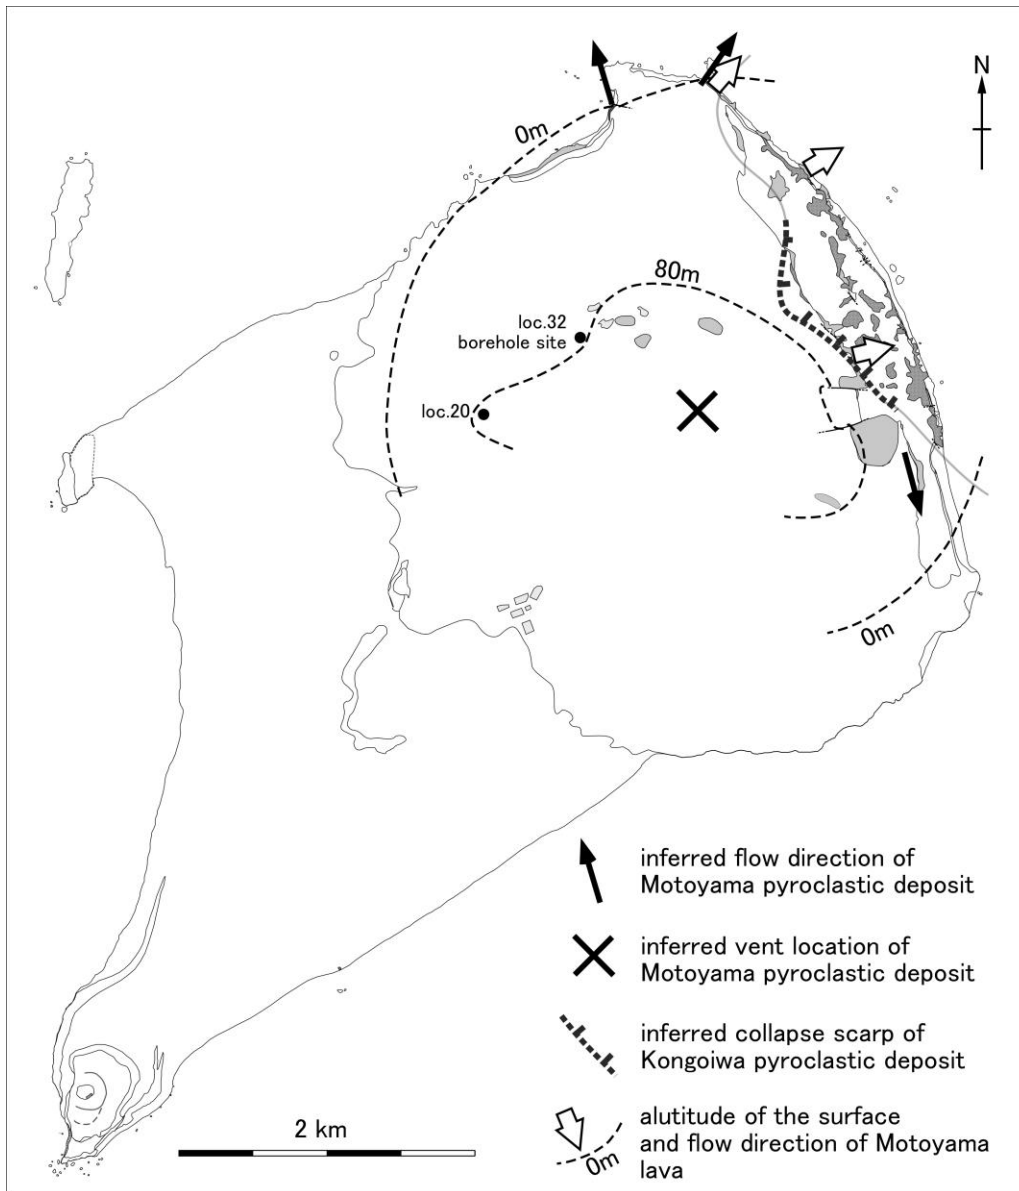 N
0m
80m
loc.32
borehole site
loc.20
0m
inferred flow direction of
Motoyama pyroclastic deposit
inferred vent location of
Motoyama pyroclastic deposit
inferred collapse scarp of
Kongoiwa pyroclastic deposit
2 km
alutitude of the surface
and flow direction of Motoyama
lava
0m